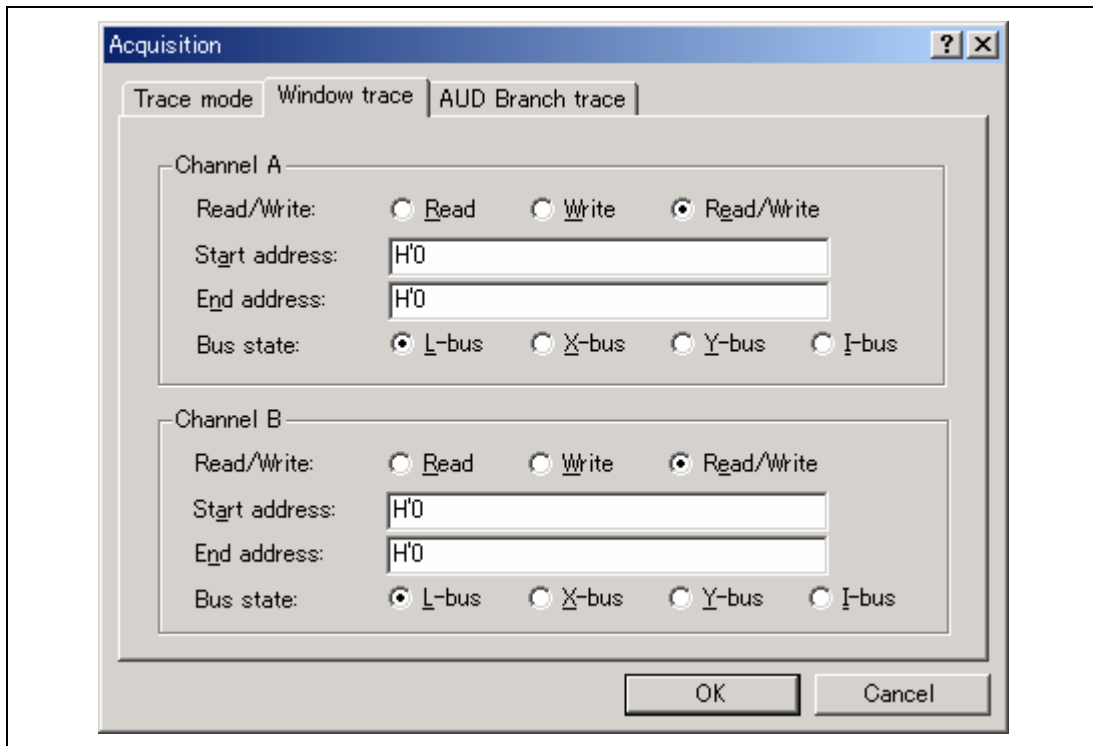 Acquisition
Trace mode Window trace AUD Branch trace
Channel A
Read/Write: Read Write Read/Write
Start address: H'0
End address: H'0
Bus state: L-bus X-bus Y-bus I-bus
Channel B
Read/Write: Read Write Read/Write
Start address: H'0
End address: H'0
Bus state: L-bus X-bus Y-bus I-bus
OK Cancel